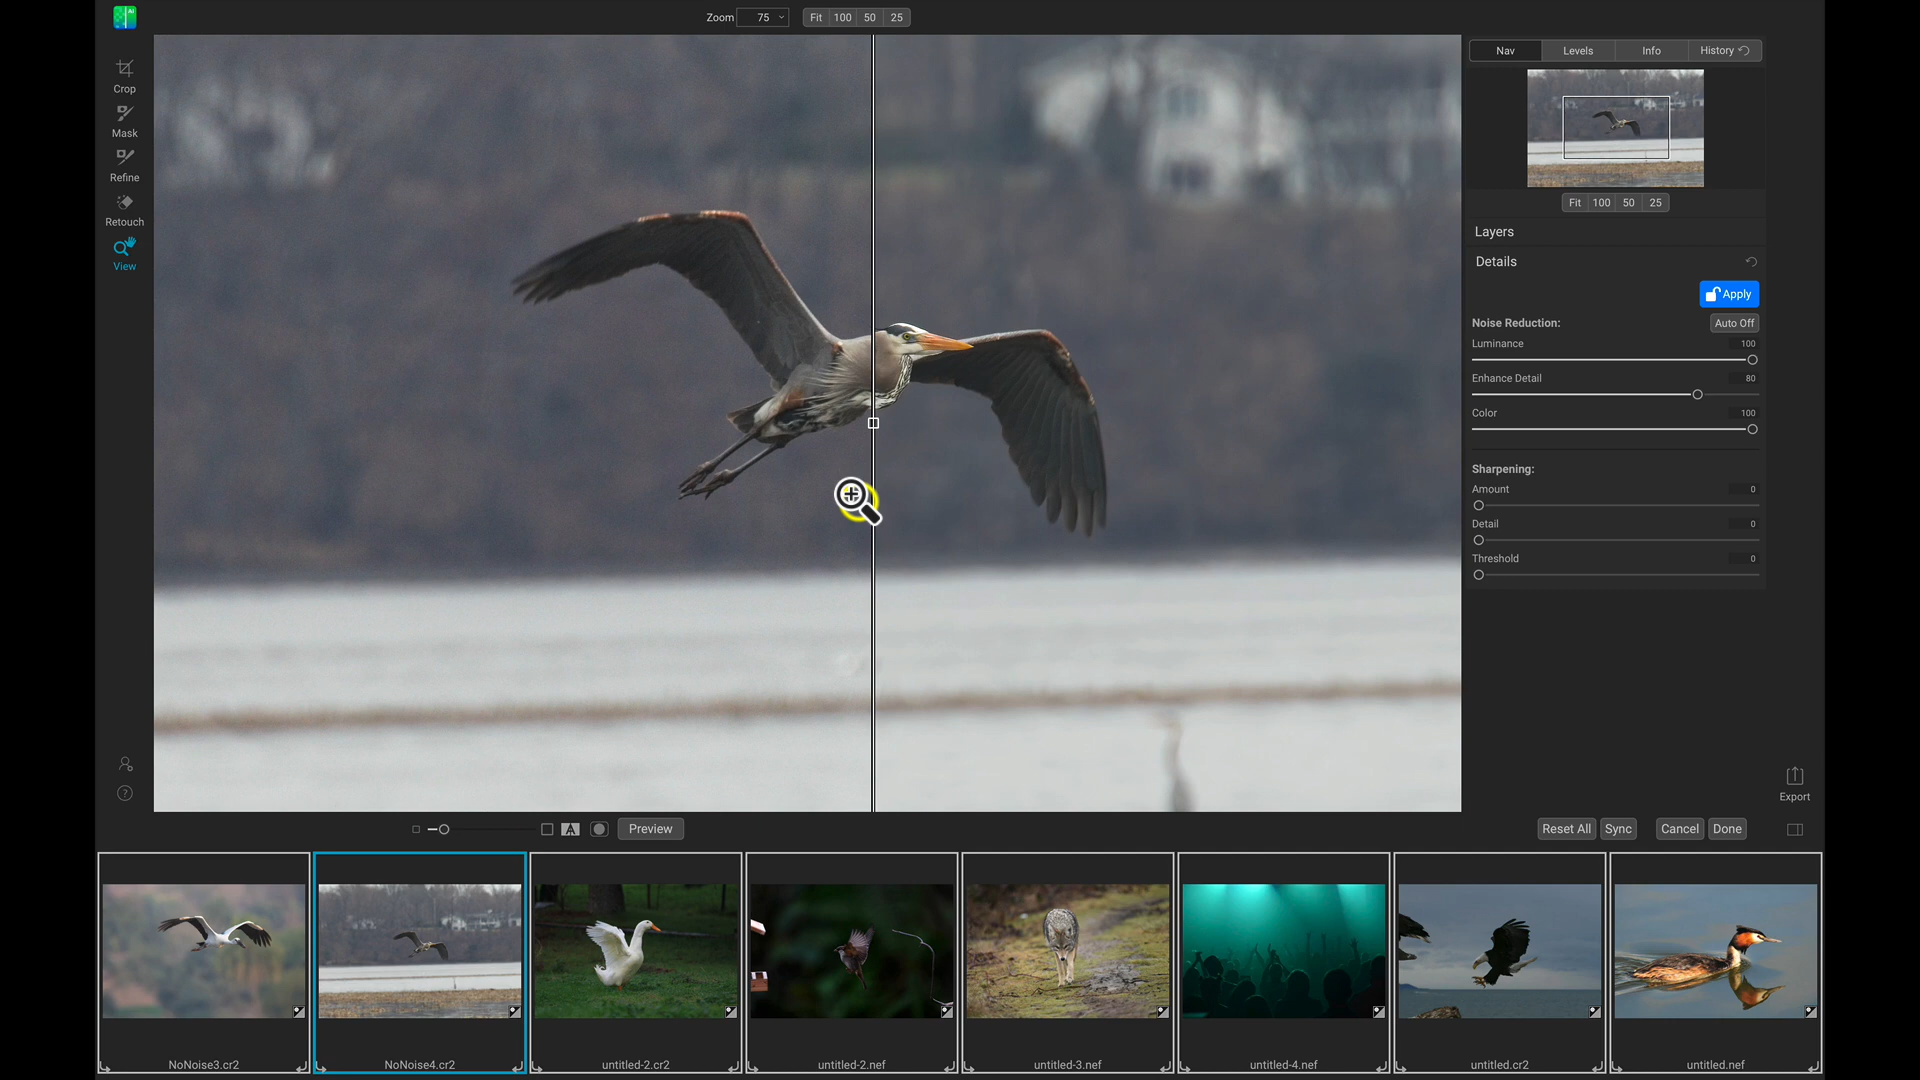 Ai
Zoom 75 Fit 100 50 25
Crop
Mask
Refine
Retouch
View
Nav Levels Info History
Fit 100 50 25
Layers
Details
Apply
Noise Reduction: Auto Off
Luminance 100
Enhance Detail 80
Color 100
Sharpening:
Amount 0
Detail 0
Threshold 0
Export
?
A Preview Reset All Sync Cancel Done
NoNoise3.cr2 NoNoise4.cr2 untitled-2.cr2 untitled-2.nef untitled-3.nef untitled-4.nef untitled.cr2 untitled.nef